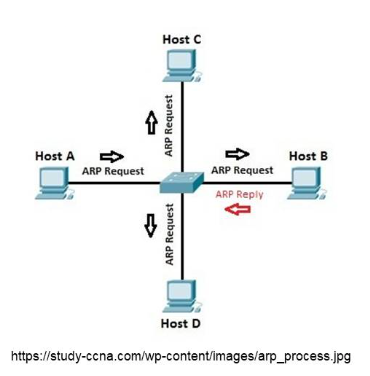 Host C
ARP Request
Host A
ARP Request
ARP Request
Host B
ARP Reply
ARP Request
Host D
https://study-ccna.com/wp-content/images/arp_process.jpg